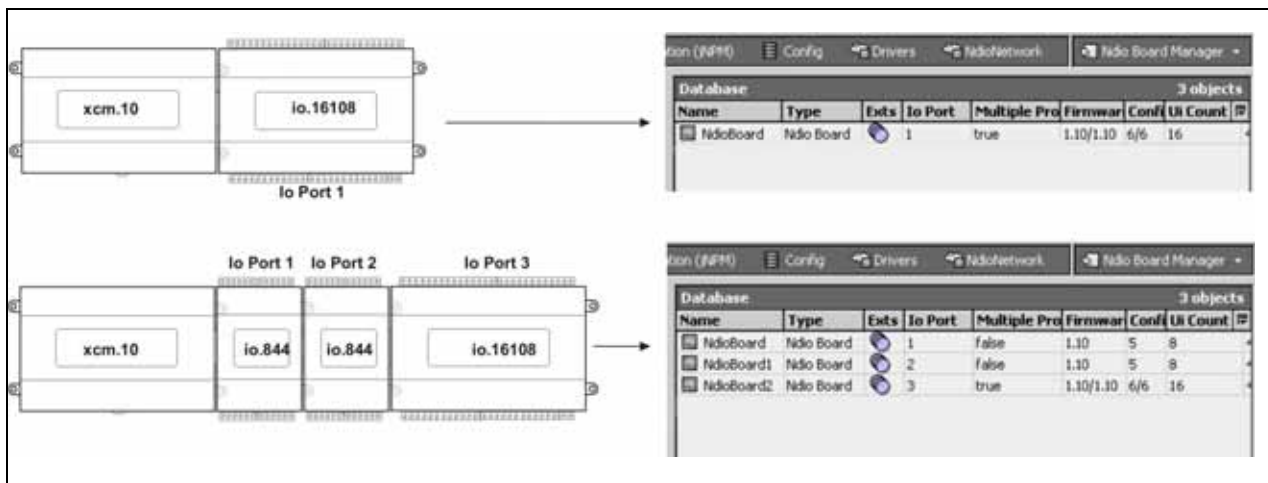 xcm.10
io.16108
Io Port 1
tion (JNPM) Config Drivers NdioNetwork Ndio Board Manager
Database 3 objects
Name Type Exts Io Port Multiple Pro Firmwar Confi Ui Count
NdioBoard Ndio Board 1 true 1.10/1.10 6/6 16
Io Port 1 Io Port 2 Io Port 3
xcm.10
io.844
io.844
io.16108
tion (JNPM) Config Drivers NdioNetwork Ndio Board Manager
Database 3 objects
Name Type Exts Io Port Multiple Pro Firmwar Confi Ui Count
NdioBoard Ndio Board 1 false 1.10 5 8
NdioBoard1 Ndio Board 2 false 1.10 5 8
NdioBoard2 Ndio Board 3 true 1.10/1.10 6/6 16